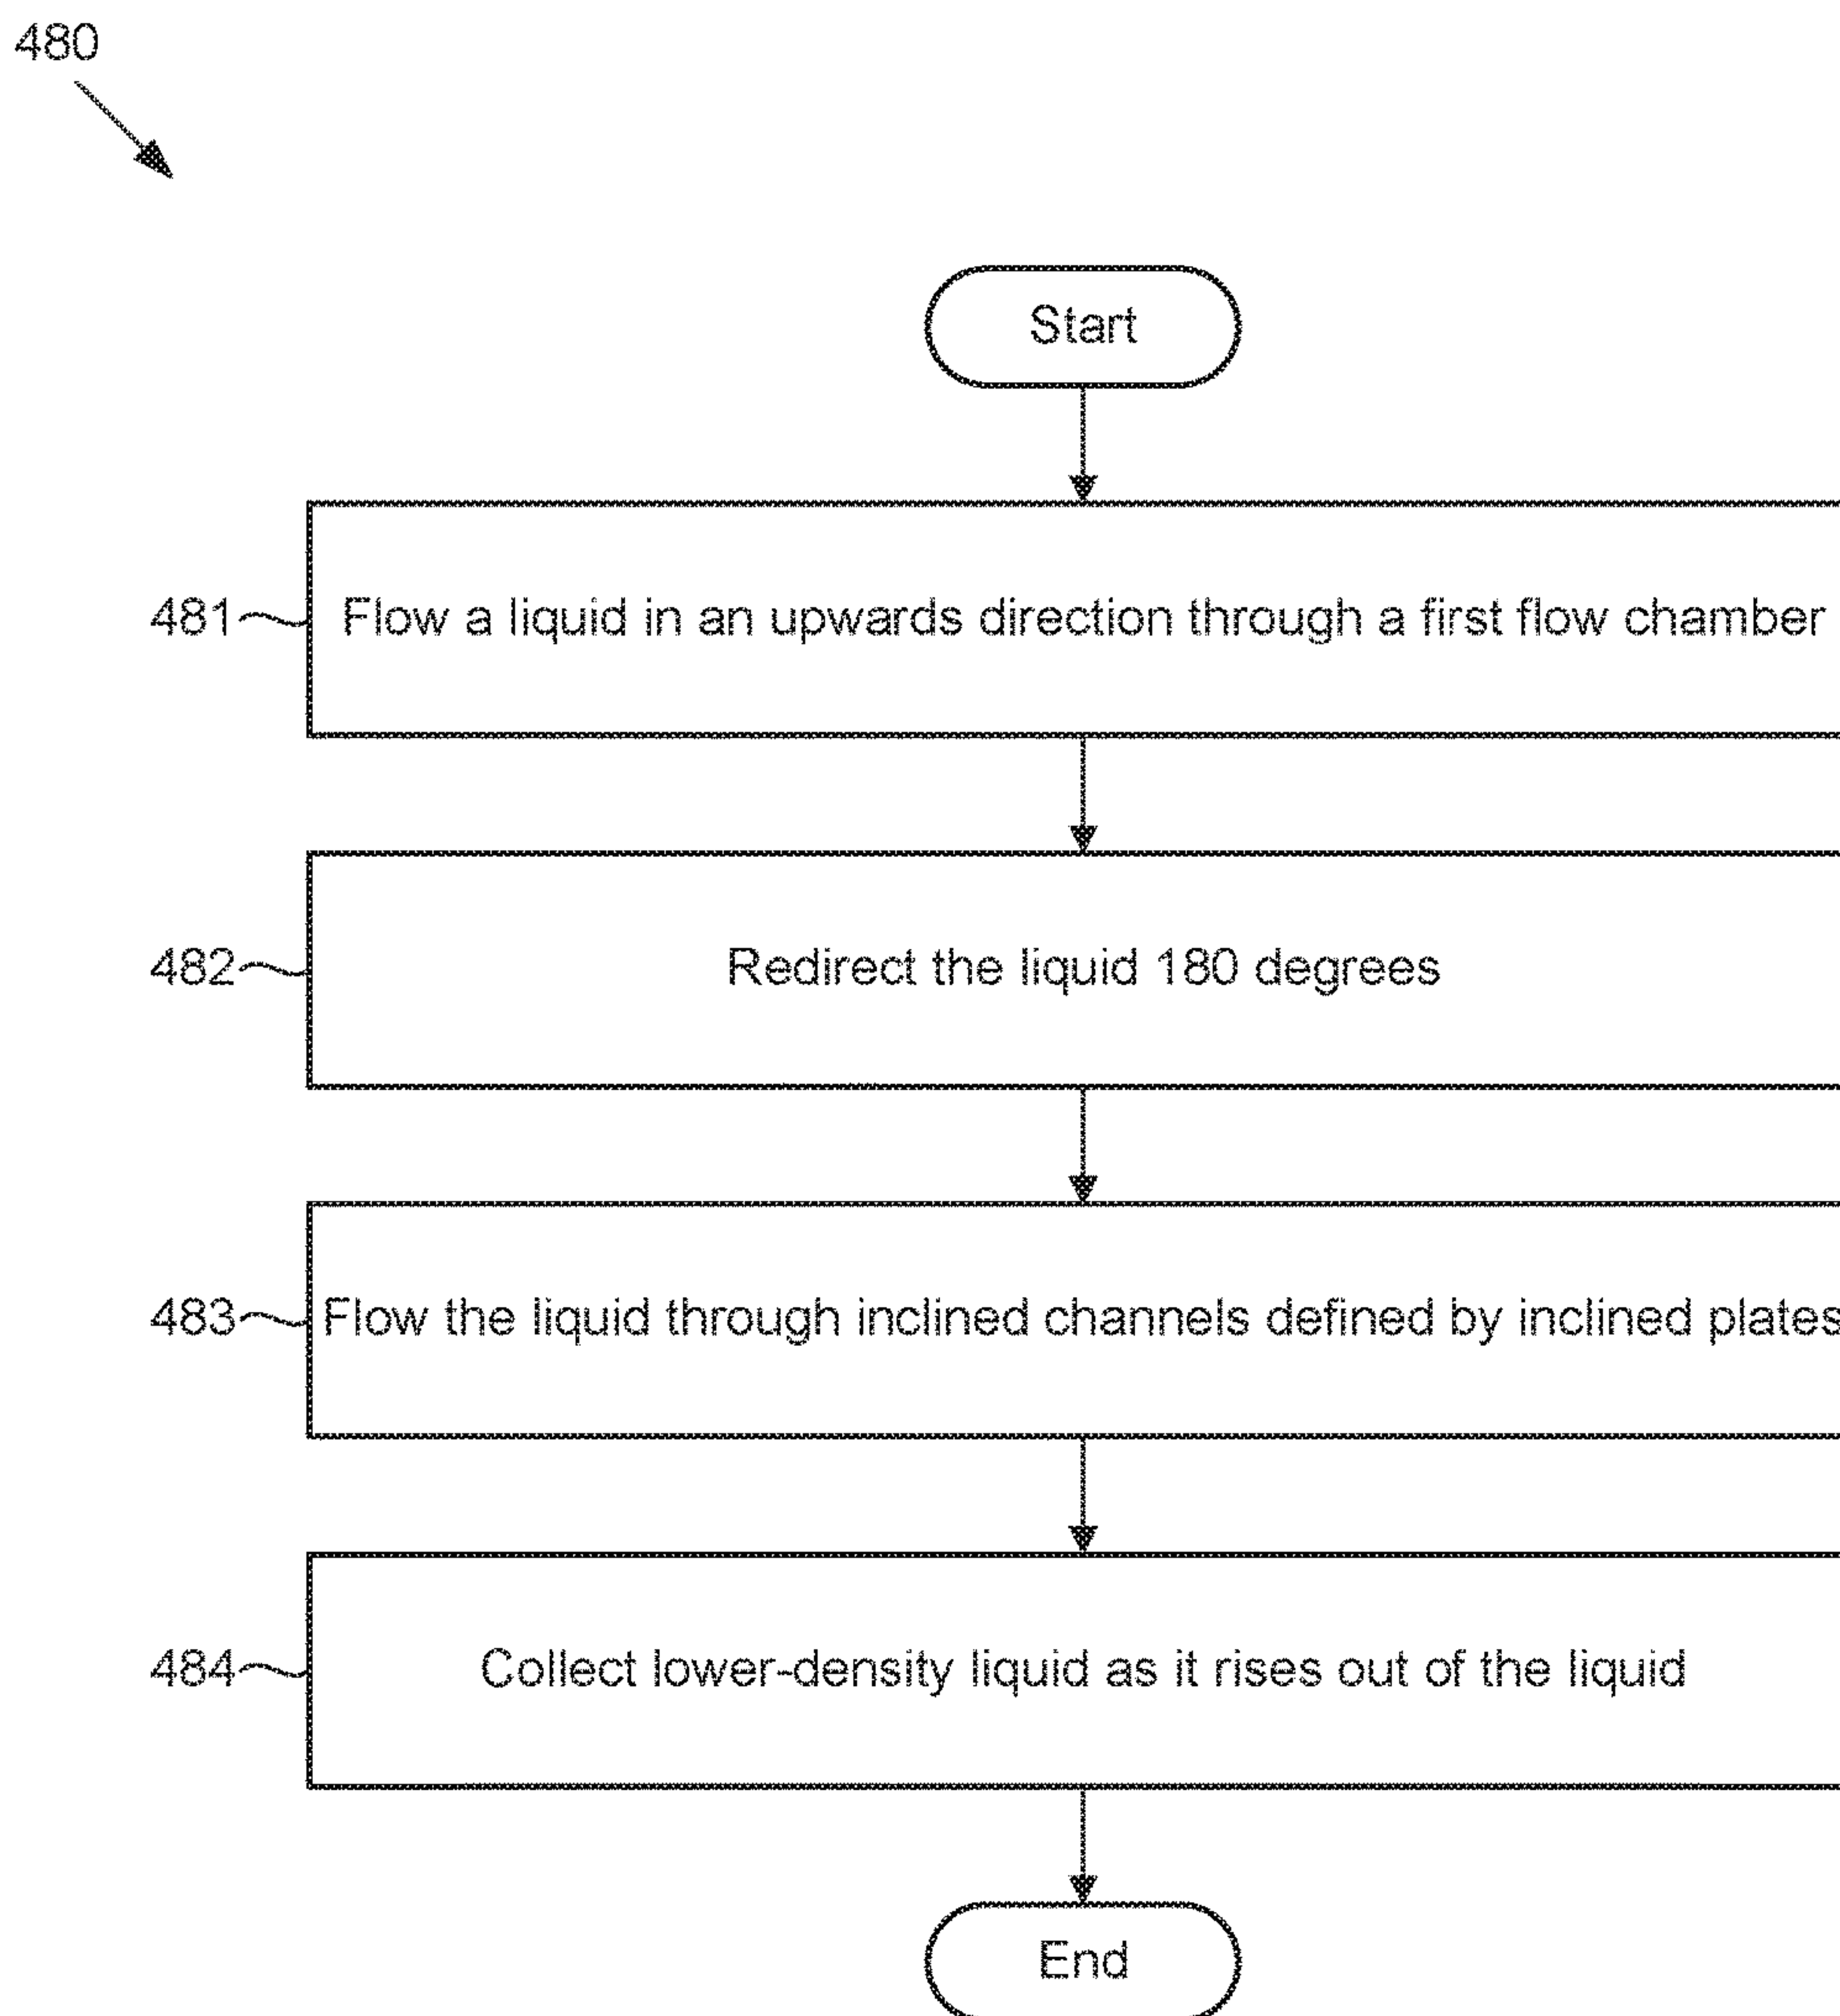 480
Start
481 Flow a liquid in an upwards direction through a first flow chamber
482 Redirect the liquid 180 degrees
483 Flow the liquid through inclined channels defined by inclined plates
484 Collect lower-density liquid as it rises out of the liquid
End